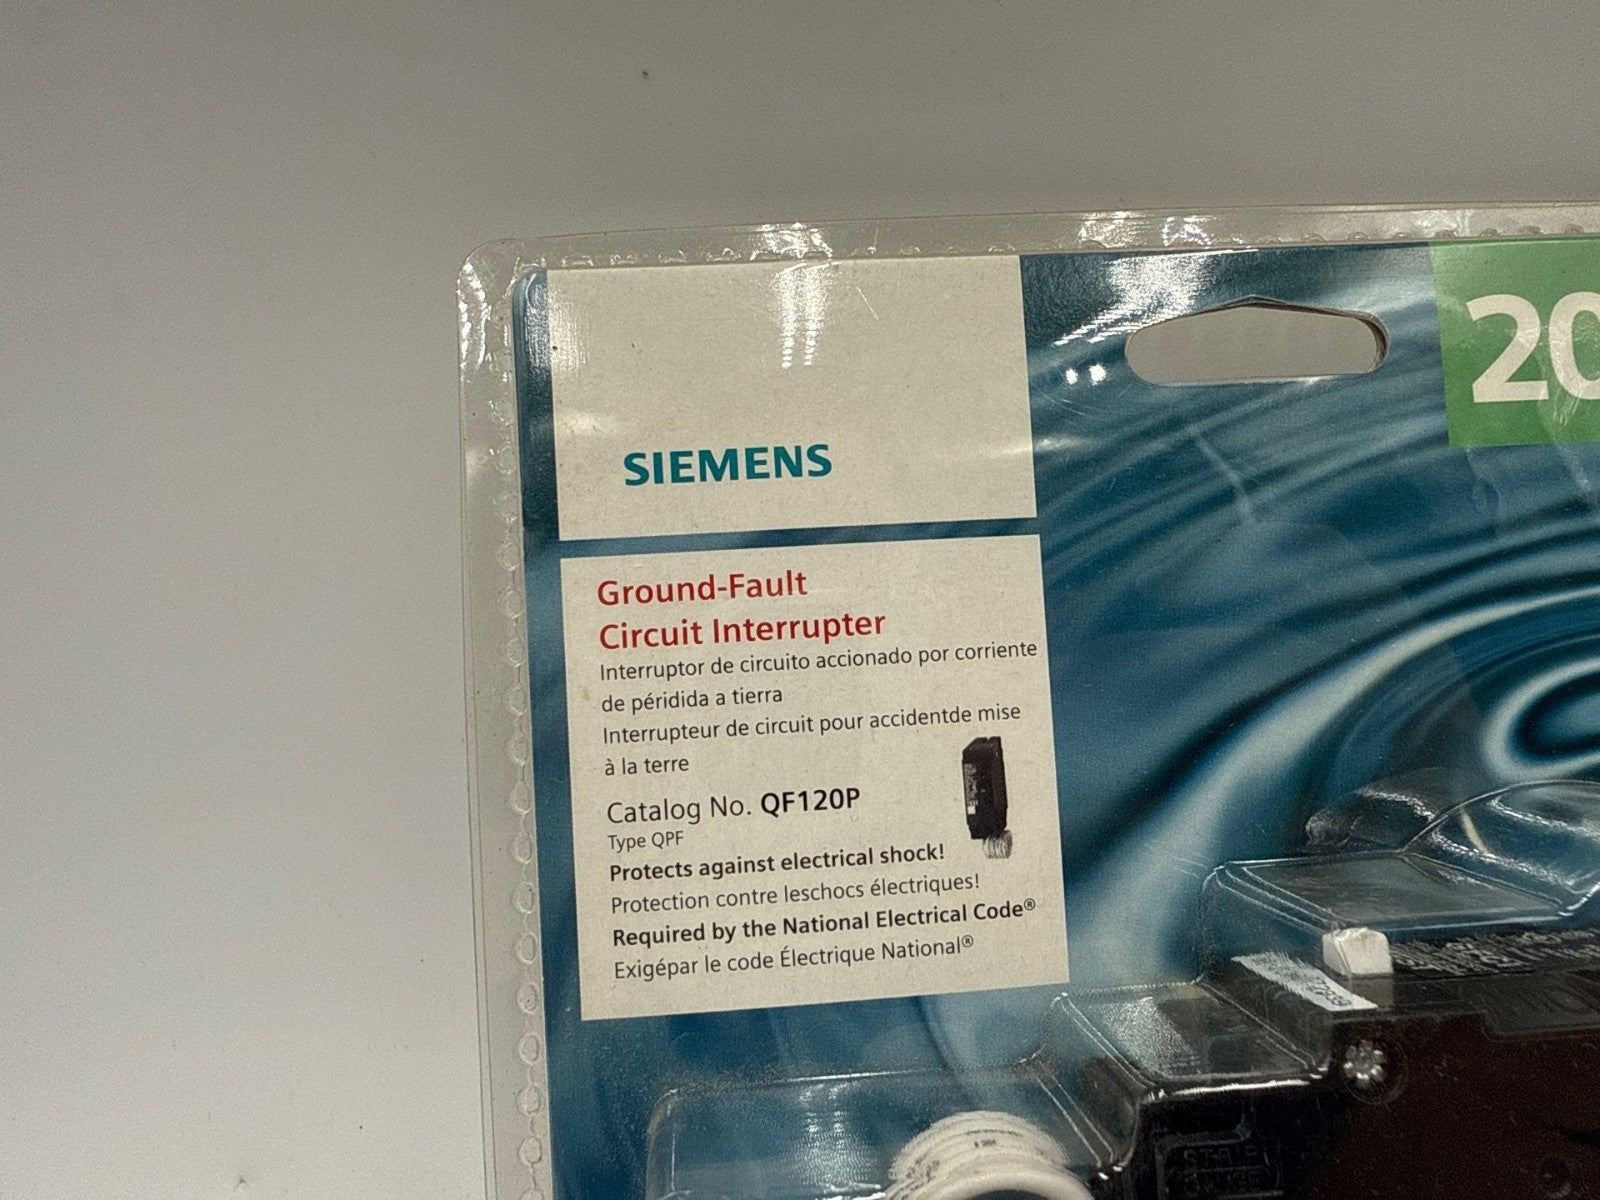 SIEMENS
20
Ground-Fault
Circuit Interrupter
Interruptor de circuito accionado por corriente
de péridida a tierra
Interrupteur de circuit pour accidentde mise
à la terre
Catalog No. QF120P
Type QPF
Protects against electrical shock!
Protection contre leschocs électriques!
Required by the National Electrical Code®
Exigépar le code Électrique National®